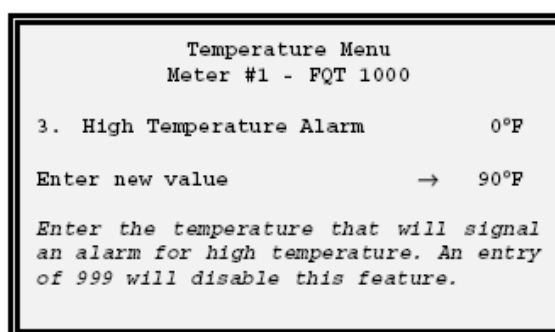 Temperature Menu
Meter #1 - FQT 1000
3. High Temperature Alarm 0°F
Enter new value → 90°F
Enter the temperature that will signal
an alarm for high temperature. An entry
of 999 will disable this feature.